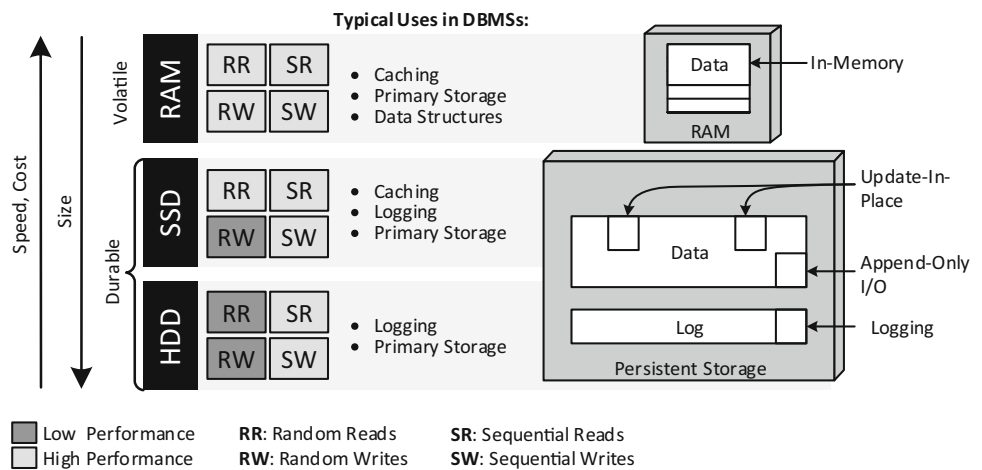 Typical Uses in DBMSs:
Speed, Cost
Size
Volatile
RAM
RR SR
RW SW
• Caching
• Primary Storage
• Data Structures
Data
In-Memory
RAM
Durable
SSD
RR SR
RW SW
• Caching
• Logging
• Primary Storage
HDD
RR SR
RW SW
• Logging
• Primary Storage
Update-In-
Place
Data
Append-Only
I/O
Log
Logging
Persistent Storage
Low Performance
High Performance
RR: Random Reads
RW: Random Writes
SR: Sequential Reads
SW: Sequential Writes